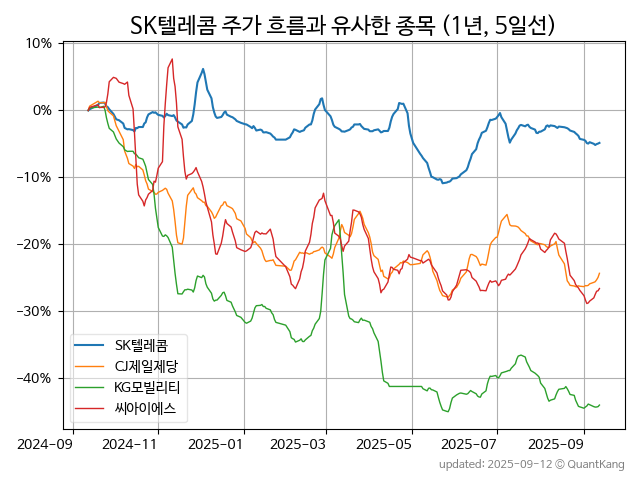 SK텔레콤 주가 흐름과 유사한 종목 (1년, 5일선)
10%
0%
−10%
−20%
−30%
−40%
SK텔레콤
CJ제일제당
KG모빌리티
씨아이에스
2024-09
2024-11
2025-01
2025-03
2025-05
2025-07
2025-09
updated: 2025-09-12 © QuantKang